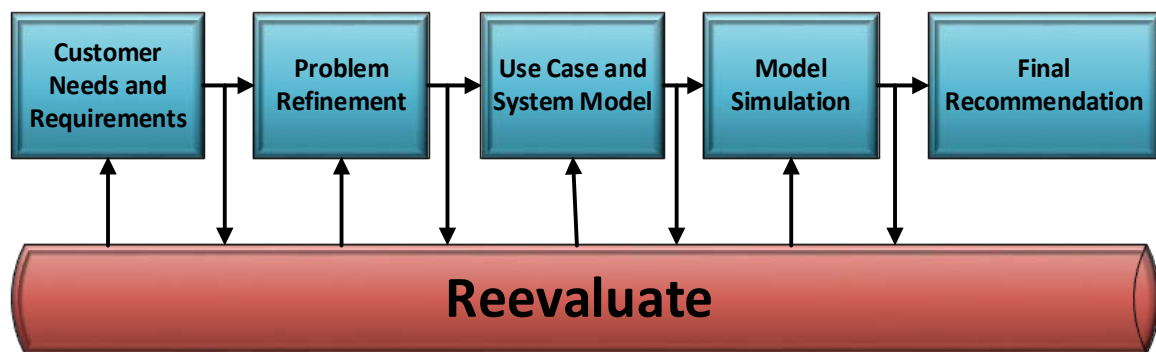 Customer
Needs and
Requirements
Problem
Refinement
Use Case and
System Model
Model
Simulation
Final
Recommendation
Reevaluate